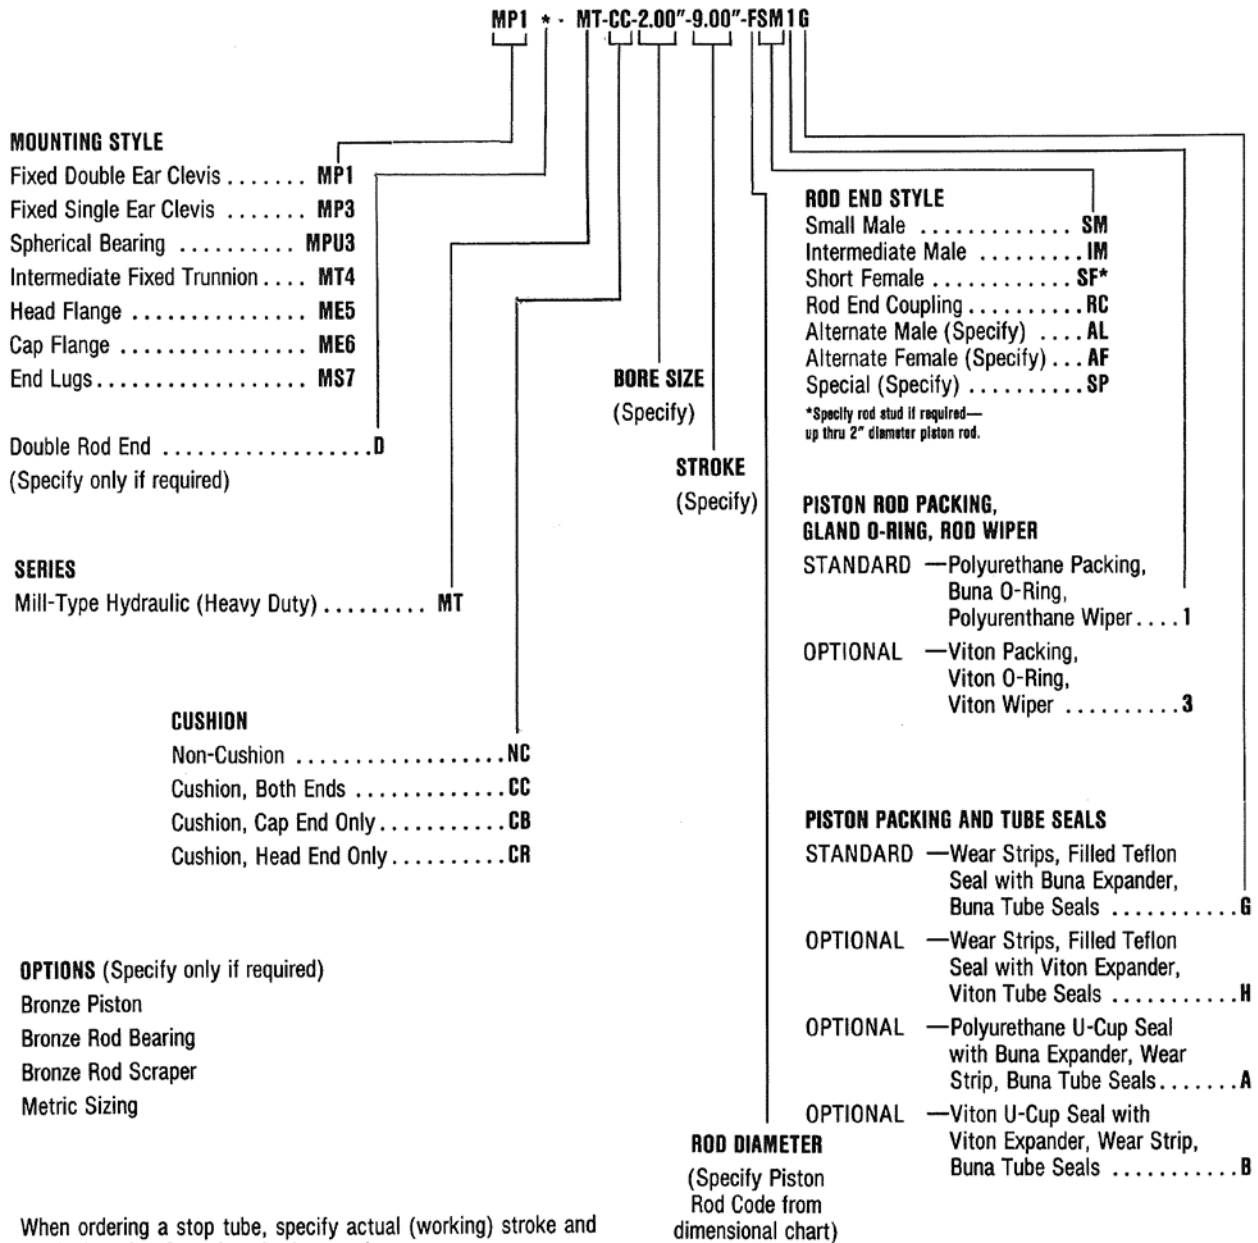 MP1 * - MT-CC-2.00"-9.00"-FSM1G
MOUNTING STYLE
Fixed Double Ear Clevis ....... MP1
Fixed Single Ear Clevis ....... MP3
Spherical Bearing .......... MPU3
Intermediate Fixed Trunnion .... MT4
Head Flange ............... ME5
Cap Flange ................ ME6
End Lugs.................. MS7
Double Rod End ..................D
(Specify only if required)
SERIES
Mill-Type Hydraulic (Heavy Duty) ......... MT
CUSHION
Non-Cushion ..................NC
Cushion, Both Ends .............CC
Cushion, Cap End Only...........CB
Cushion, Head End Only..........CR
OPTIONS (Specify only if required)
Bronze Piston
Bronze Rod Bearing
Bronze Rod Scraper
Metric Sizing
When ordering a stop tube, specify actual (working) stroke and
BORE SIZE
(Specify)
STROKE
(Specify)
ROD DIAMETER
(Specify Piston
Rod Code from
dimensional chart)
ROD END STYLE
Small Male ............. SM
Intermediate Male .........IM
Short Female ............SF*
Rod End Coupling..........RC
Alternate Male (Specify) ....AL
Alternate Female (Specify)...AF
Special (Specify) ..........SP
*Specify rod stud if required—
up thru 2" diameter piston rod.
PISTON ROD PACKING,
GLAND O-RING, ROD WIPER
STANDARD —Polyurethane Packing,
Buna O-Ring,
Polyurenthane Wiper....1
OPTIONAL —Viton Packing,
Viton O-Ring,
Viton Wiper ..........3
PISTON PACKING AND TUBE SEALS
STANDARD —Wear Strips, Filled Teflon
Seal with Buna Expander,
Buna Tube Seals ...........G
OPTIONAL —Wear Strips, Filled Teflon
Seal with Viton Expander,
Viton Tube Seals ...........H
OPTIONAL —Polyurethane U-Cup Seal
with Buna Expander, Wear
Strip, Buna Tube Seals.......A
OPTIONAL —Viton U-Cup Seal with
Viton Expander, Wear Strip,
Buna Tube Seals ...........B